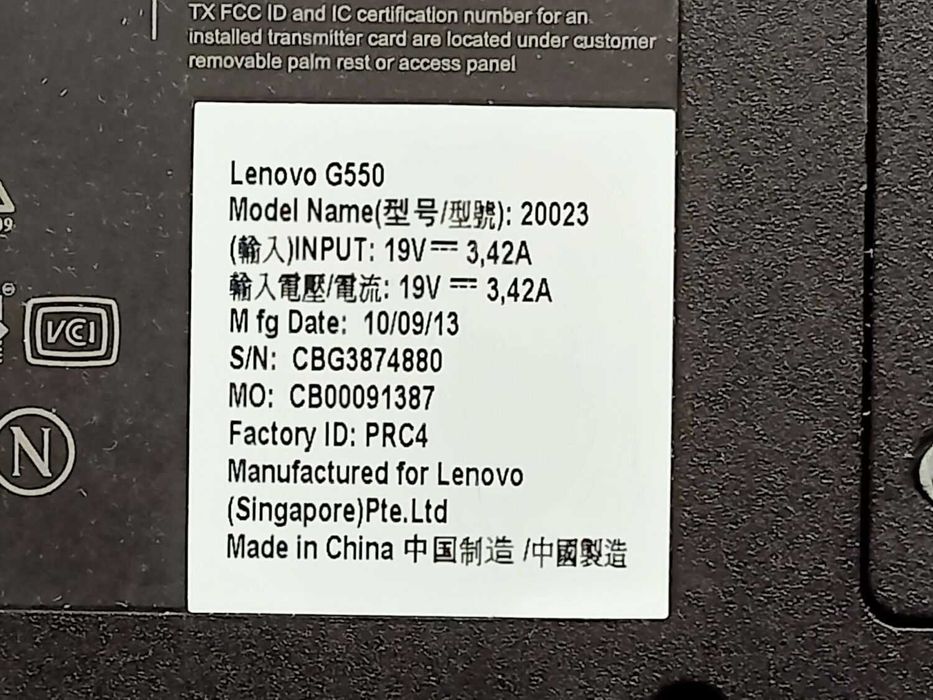 TX FCC ID and IC certification number for an
installed transmitter card are located under customer
removable palm rest or access panel
Lenovo G550
Model Name(型号/型號): 20023
(輸入)INPUT: 19V⎓ 3,42A
輸入電壓/電流: 19V ⎓ 3,42A
M fg Date: 10/09/13
S/N: CBG3874880
MO: CB00091387
Factory ID: PRC4
Manufactured for Lenovo
(Singapore)Pte.Ltd
Made in China 中国制造 /中國製造
09
VCI
N